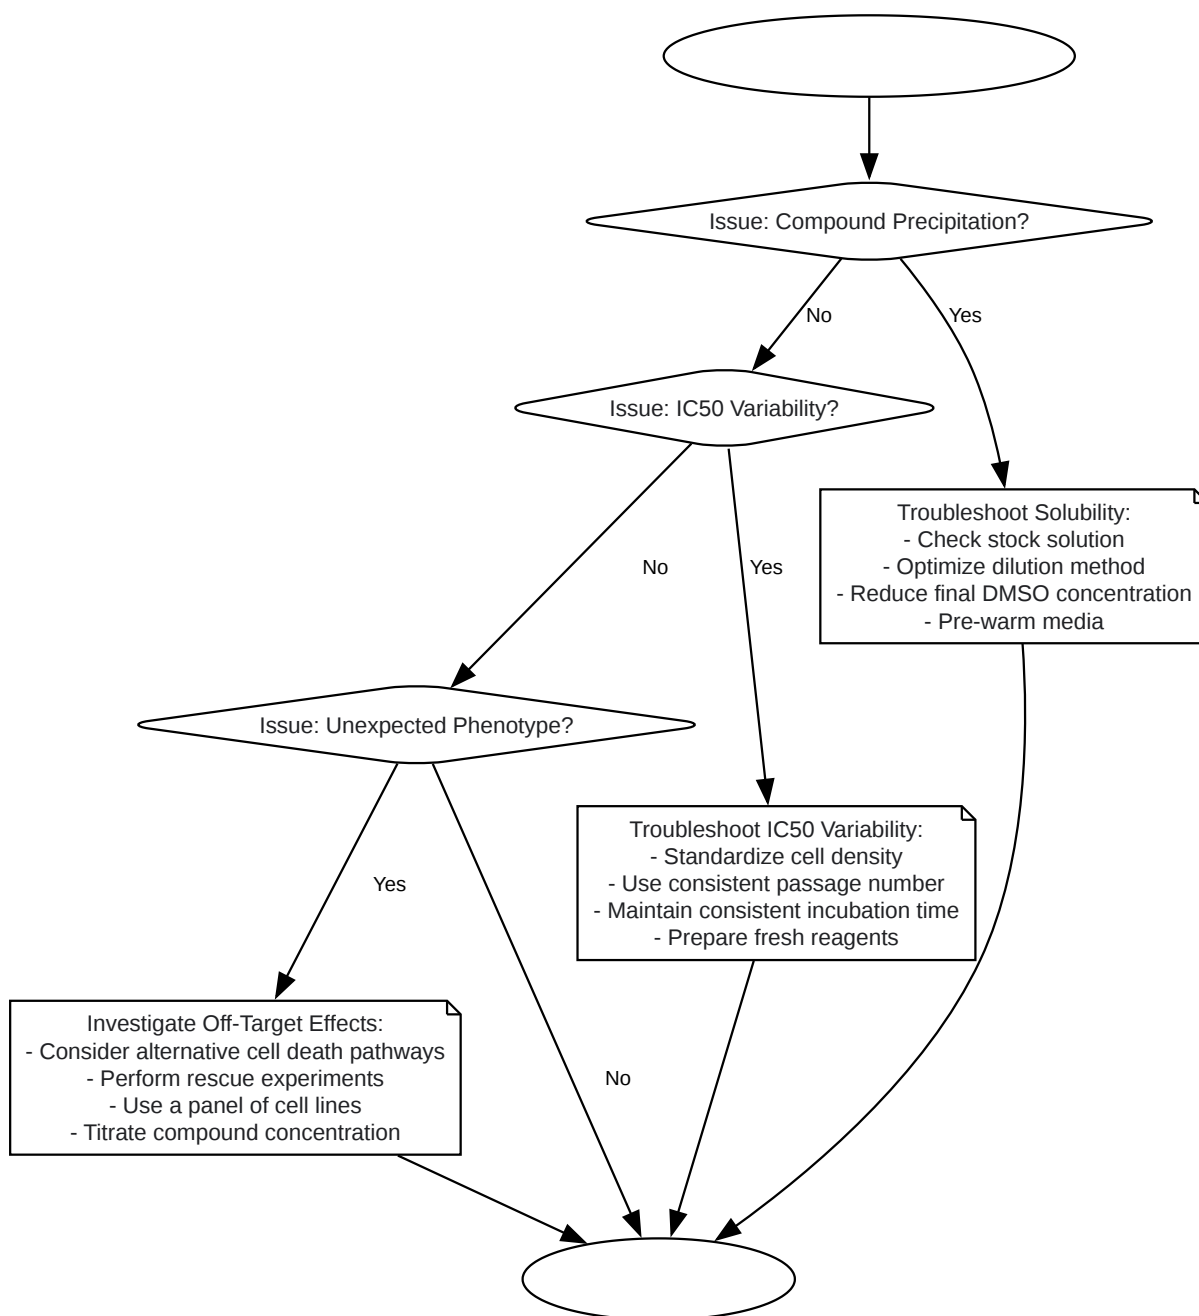 Issue: Compound Precipitation?
No
Yes
Issue: IC50 Variability?
Troubleshoot Solubility:
- Check stock solution
- Optimize dilution method
- Reduce final DMSO concentration
- Pre-warm media
No
Yes
Issue: Unexpected Phenotype?
Troubleshoot IC50 Variability:
- Standardize cell density
- Use consistent passage number
- Maintain consistent incubation time
- Prepare fresh reagents
Yes
No
Investigate Off-Target Effects:
- Consider alternative cell death pathways
- Perform rescue experiments
- Use a panel of cell lines
- Titrate compound concentration